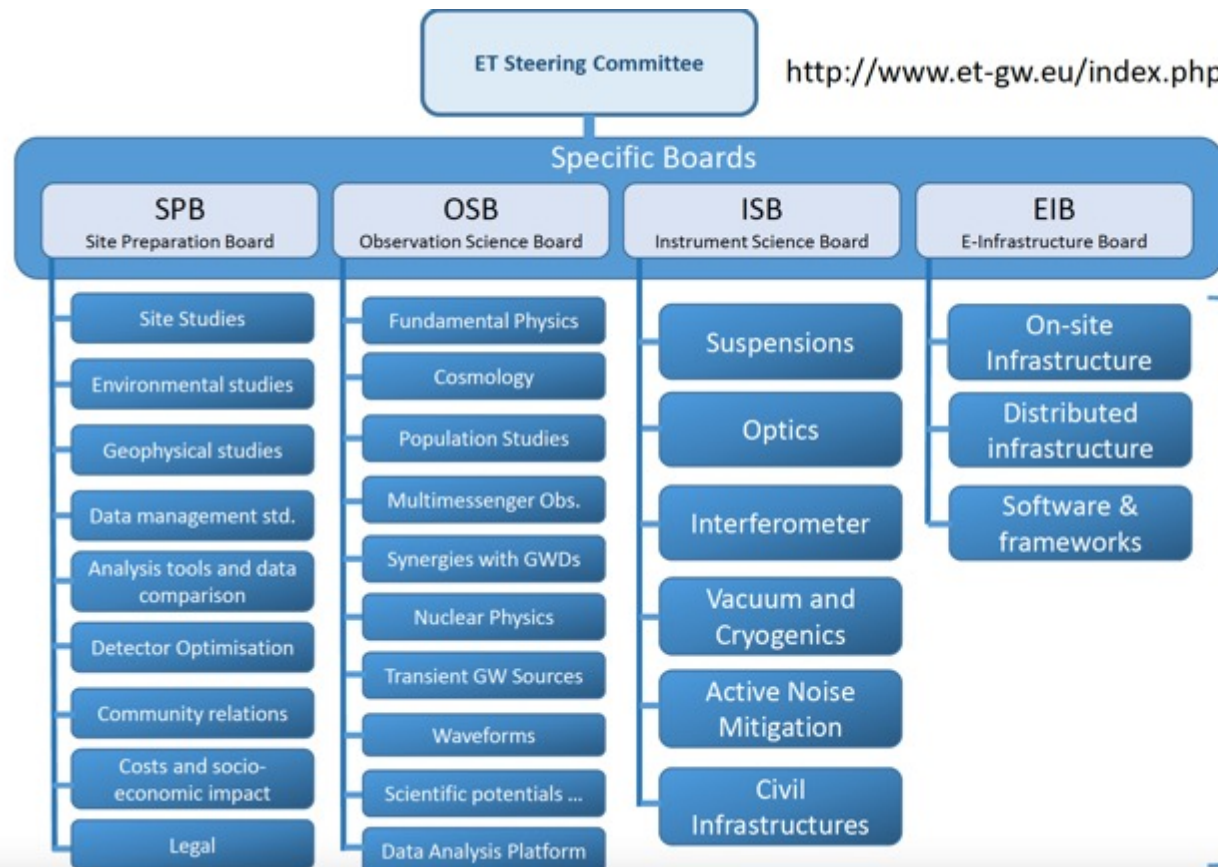 ET Steering Committee
http://www.et-gw.eu/index.php
Specific Boards
SPB
Site Preparation Board
OSB
Observation Science Board
ISB
Instrument Science Board
EIB
E-Infrastructure Board
Site Studies
Environmental studies
Geophysical studies
Data management std.
Analysis tools and data
comparison
Detector Optimisation
Community relations
Costs and socio-
economic impact
Legal
Fundamental Physics
Cosmology
Population Studies
Multimessenger Obs.
Synergies with GWDs
Nuclear Physics
Transient GW Sources
Waveforms
Scientific potentials ...
Data Analysis Platform
Suspensions
Optics
Interferometer
Vacuum and
Cryogenics
Active Noise
Mitigation
Civil
Infrastructures
On-site
Infrastructure
Distributed
infrastructure
Software &
frameworks